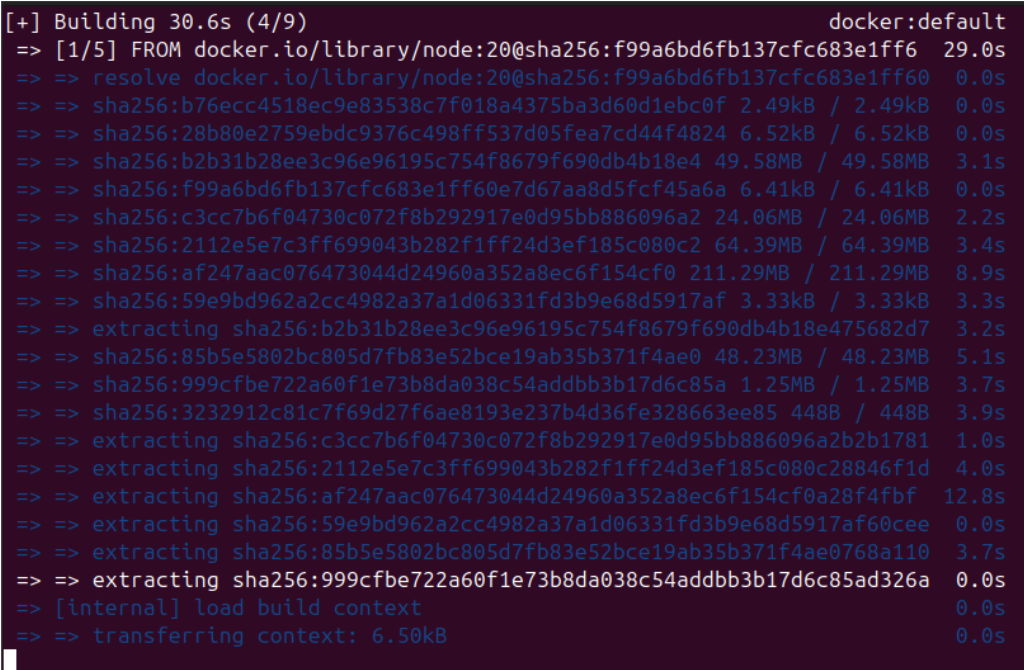 [+] Building 30.6s (4/9) docker:default
=> [1/5] FROM docker.io/library/node:20@sha256:f99a6bd6fb137cfc683e1ff6 29.0s
=> => resolve docker.io/library/node:20@sha256:f99a6bd6fb137cfc683e1ff60 0.0s
=> => sha256:b76ecc4518ec9e83538c7f018a4375ba3d60d1ebc0f 2.49kB / 2.49kB 0.0s
=> => sha256:28b80e2759ebdc9376c498ff537d05fea7cd44f4824 6.52kB / 6.52kB 0.0s
=> => sha256:b2b31b28ee3c96e96195c754f8679f690db4b18e4 49.58MB / 49.58MB 3.1s
=> => sha256:f99a6bd6fb137cfc683e1ff60e7d67aa8d5fcf45a6a 6.41kB / 6.41kB 0.0s
=> => sha256:c3cc7b6f04730c072f8b292917e0d95bb886096a2 24.06MB / 24.06MB 2.2s
=> => sha256:2112e5e7c3ff699043b282f1ff24d3ef185c080c2 64.39MB / 64.39MB 3.4s
=> => sha256:af247aac076473044d24960a352a8ec6f154cf0 211.29MB / 211.29MB 8.9s
=> => sha256:59e9bd962a2cc4982a37a1d06331fd3b9e68d5917af 3.33kB / 3.33kB 3.3s
=> => extracting sha256:b2b31b28ee3c96e96195c754f8679f690db4b18e475682d7 3.2s
=> => sha256:85b5e5802bc805d7fb83e52bce19ab35b371f4ae0 48.23MB / 48.23MB 5.1s
=> => sha256:999cfbe722a60f1e73b8da038c54addbb3b17d6c85a 1.25MB / 1.25MB 3.7s
=> => sha256:3232912c81c7f69d27f6ae8193e237b4d36fe328663ee85 448B / 448B 3.9s
=> => extracting sha256:c3cc7b6f04730c072f8b292917e0d95bb886096a2b2b1781 1.0s
=> => extracting sha256:2112e5e7c3ff699043b282f1ff24d3ef185c080c28846f1d 4.0s
=> => extracting sha256:af247aac076473044d24960a352a8ec6f154cf0a28f4fbf 12.8s
=> => extracting sha256:59e9bd962a2cc4982a37a1d06331fd3b9e68d5917af60cee 0.0s
=> => extracting sha256:85b5e5802bc805d7fb83e52bce19ab35b371f4ae0768a110 3.7s
=> => extracting sha256:999cfbe722a60f1e73b8da038c54addbb3b17d6c85ad326a 0.0s
=> [internal] load build context 0.0s
=> => transferring context: 6.50kB 0.0s